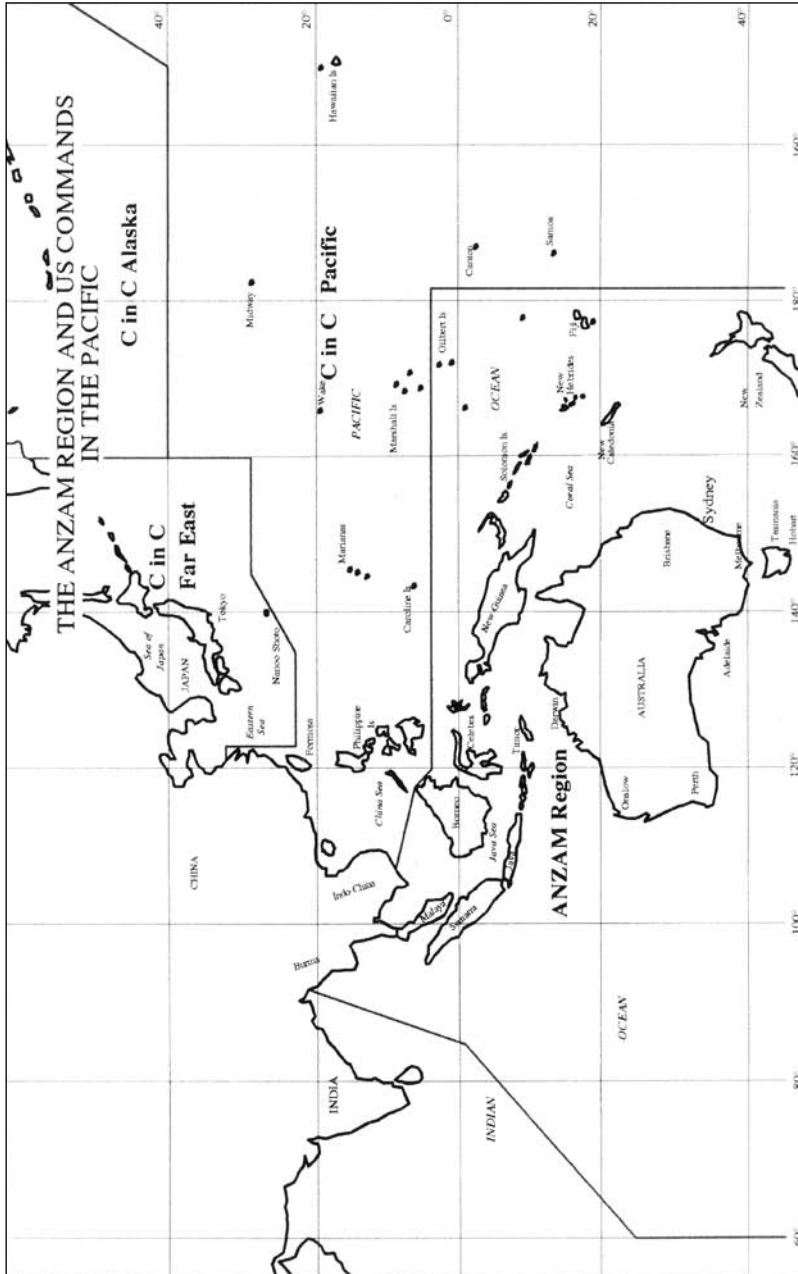 THE ANZAM REGION AND US COMMANDS
IN THE PACIFIC
C in C Alaska
40°
C in C
Far East
Sea of
Japan
JAPAN
Tokyo
CHINA
Eastern
Sea
Nanoo Shoto
Midway
Formosa
INDIA
Burma
20°
Wake
C in C Pacific
Hawaiian Is
Indo China
Philippine
Is
Marianas
PACIFIC
China Sea
Marshall Is
Caroline Is
Malaya
Gilbert Is
0°
Borneo
Celebes
Sumatra
Canton
INDIAN
Java Sea
New Guinea
OCEAN
Solomon Is
Java
Timor
Samoa
ANZAM Region
Darwin
Coral Sea
New
Hebrides
Fiji
20°
New
Caledonia
OCEAN
Onslow
AUSTRALIA
Brisbane
Perth
Sydney
Adelaide
Melbourne
40°
New
Zealand
Tasmania
Hobart
60°
80°
100°
120°
140°
160°
180°
160°